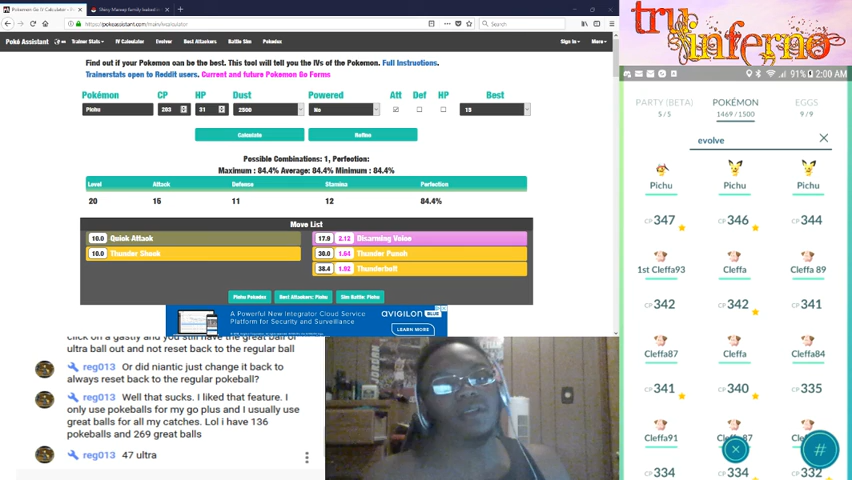 Pokemon Go IV Calculator -
Shiny Mawep family leaked in
https://pokeassistant.com/main/ivcalculator
Search
Poké Assistant
Trainer Stats
IV Calculator
Evolver
Best Attackers
Battle Sim
Pokedex
Sign In
More
Find out if your Pokemon can be the best. This tool will tell you the IVs of the Pokemon. Full Instructions.
Trainerstats open to Reddit users. Current and future Pokemon Go Forms
Pokémon CP HP Dust Powered Att Def HP Best
Pichu 203 31 2500 No 15
Calculate Refine
Possible Combinations: 1, Perfection:
Maximum : 84.4% Average: 84.4% Minimum : 84.4%
Level Attack Defense Stamina Perfection
20 15 11 12 84.4%
Move List
10.0 Quick Attack
17.9 2.12 Disarming Voice
10.0 Thunder Shock
30.0 1.64 Thunder Punch
38.4 1.92 Thunderbolt
Pichu Pokedex Best Attackers: Pichu Sim Battle: Pichu
A Powerful New Integrator Cloud Service
Platform for Security and Surveillance
AVIGILON BLUE
LEARN MORE
click on a gastly and you still have the great ball or
ultra ball out and not reset back to the regular ball
reg013 Or did niantic just change it back to
always reset back to the regular pokeball?
reg013 Well that sucks. I liked that feature. I
only use pokeballs for my go plus and I usually use
great balls for all my catches. Lol i have 136
pokeballs and 269 great balls
reg013 47 ultra
tru
inferno
91% 2:00 AM
PARTY (BETA) POKÉMON EGGS
5/5 1469/1500 9/9
evolve
Pichu Pichu Pichu
CP 347 CP 346 CP 344
1st Cleffa93 Cleffa Cleffa 89
CP 342 CP 342 CP 341
Cleffa87 Cleffa Cleffa84
CP 341 CP 340 CP 335
Cleffa91
CP 334 CP 334 CP 332